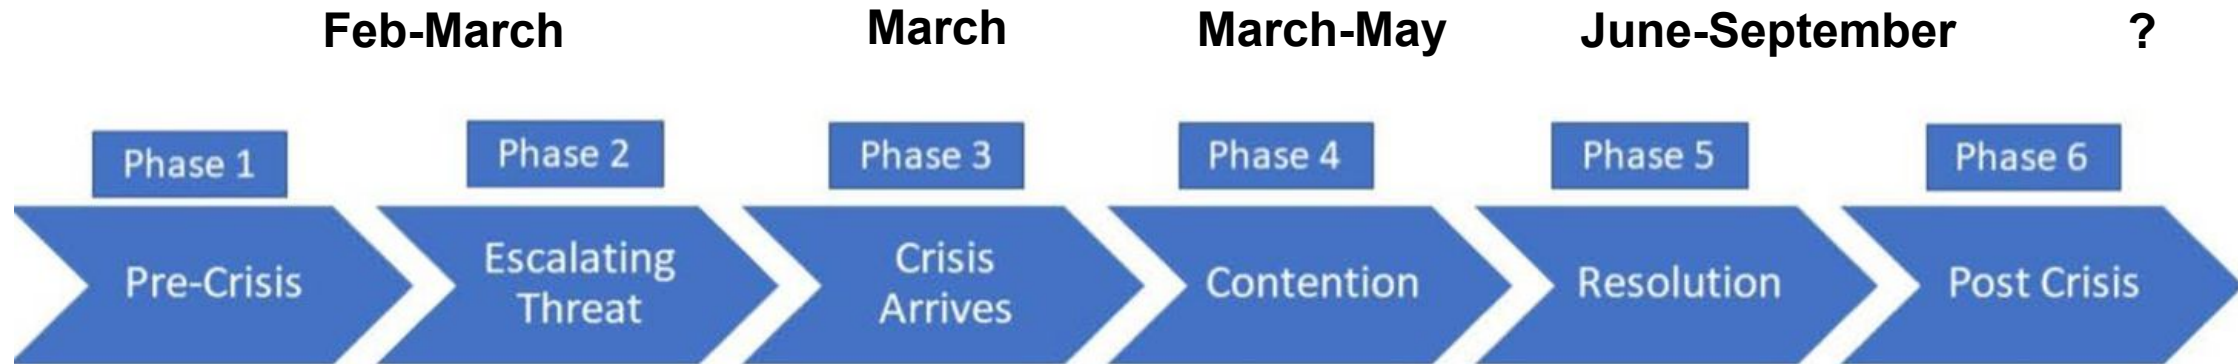 Feb-March
March
March-May
June-September
?
Phase 1
Phase 2
Phase 3
Phase 4
Phase 5
Phase 6
Pre-Crisis
Escalating
Threat
Crisis
Arrives
Contention
Resolution
Post Crisis